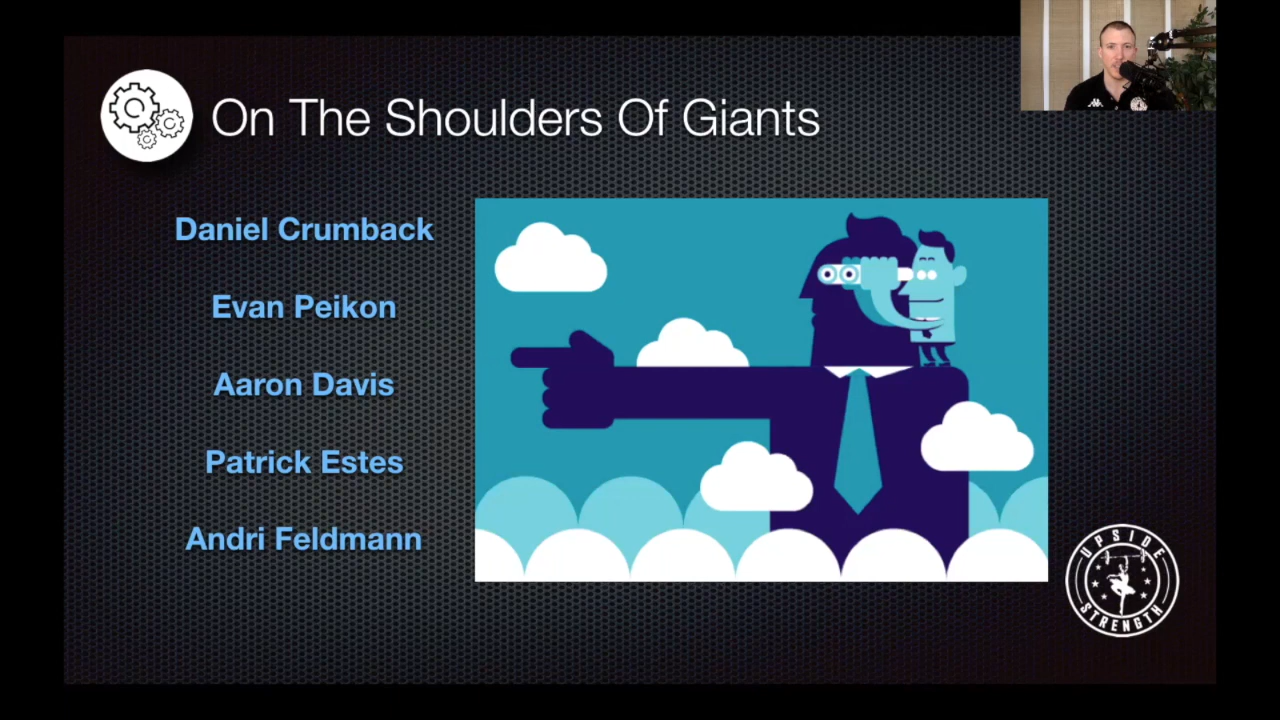 On The Shoulders Of Giants
Daniel Crumback
Evan Peikon
Aaron Davis
Patrick Estes
Andri Feldmann
UPSIDE
STRENGTH